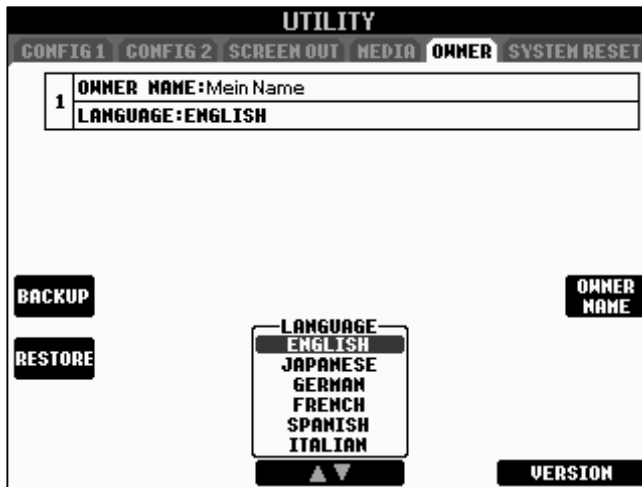 UTILITY
CONFIG 1 CONFIG 2 SCREEN OUT MEDIA OWNER SYSTEM RESET
1
OWNER NAME:Mein Name
LANGUAGE:ENGLISH
BACKUP
OWNER
NAME
RESTORE
LANGUAGE
ENGLISH
JAPANESE
GERMAN
FRENCH
SPANISH
ITALIAN
VERSION